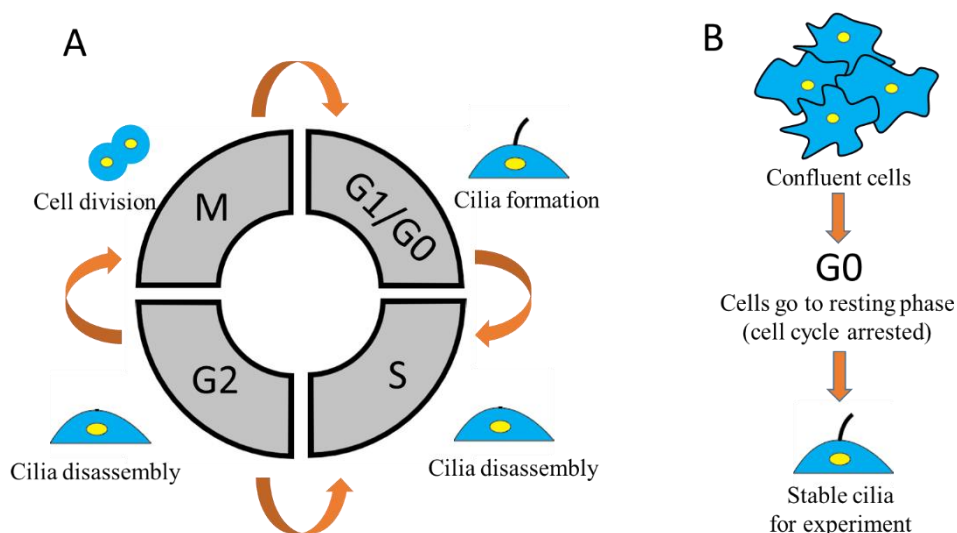 A
Cell division
M
G1/G0
Cilia formation
G2
S
Cilia disassembly
Cilia disassembly
B
Confluent cells
G0
Cells go to resting phase
(cell cycle arrested)
Stable cilia
for experiment